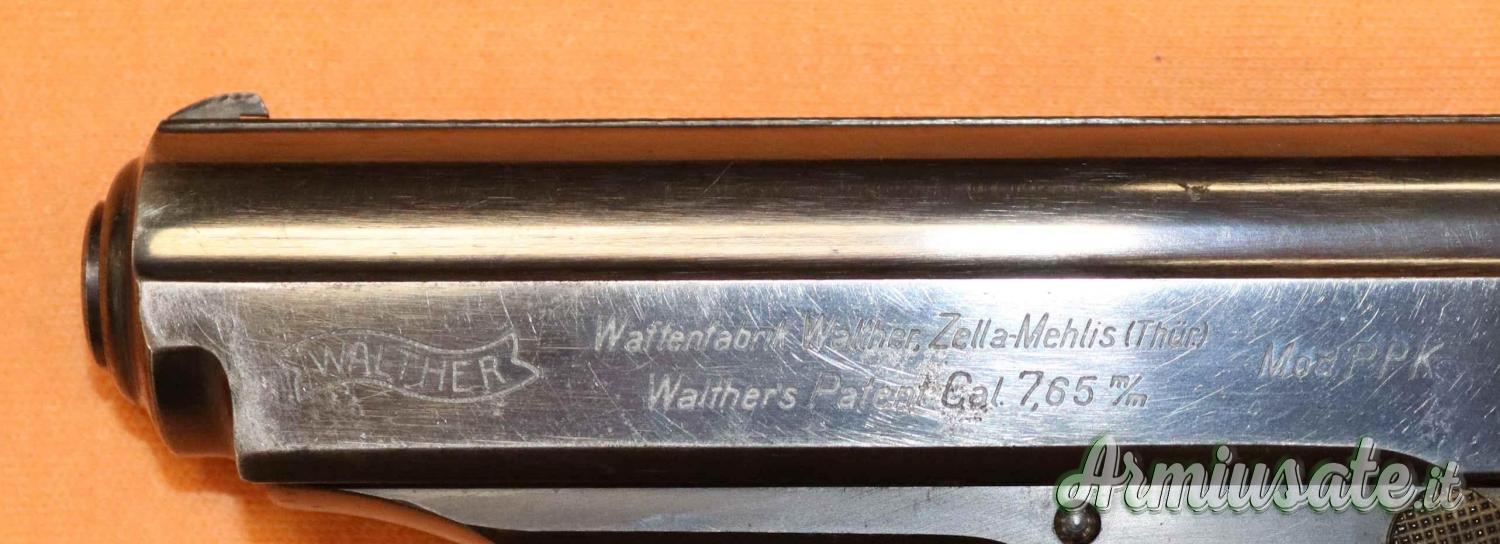 WALTHER
Waffenfabrik Walther, Zella-Mehlis (Thür.)
Walther's Patent Cal. 7,65 m/m
Mod. PPK
Armiusate.it